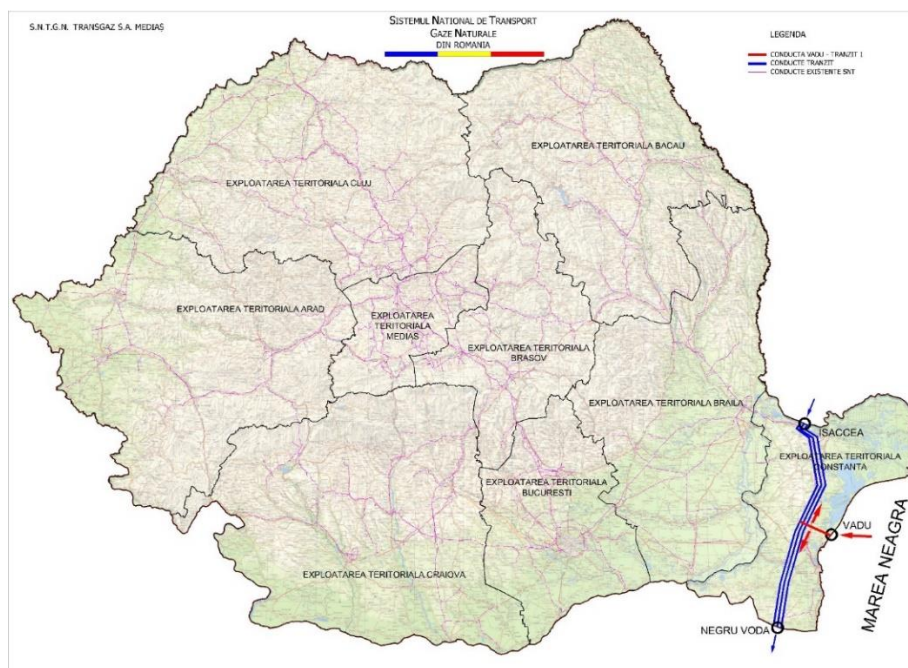 S.N.T.G.N. TRANSGAZ S.A. MEDIAȘ
SISTEMUL NATIONAL DE TRANSPORT
GAZE NATURALE
DIN ROMANIA
LEGENDA
CONDUCTA VADU - TRANZIT 1
CONDUCTE TRANZIT
CONDUCTE EXISTENTE SNT
EXPLOATAREA TERITORIALA BACAU
EXPLOATAREA TERITORIALA CLUJ
EXPLOATAREA TERITORIALA ARAD
EXPLOATAREA
TERITORIALA
MEDIAȘ
EXPLOATAREA TERITORIALA
BRASOV
EXPLOATAREA TERITORIALA BRAILA
ISACCEA
EXPLOATAREA TERITORIALA
CONSTANTA
EXPLOATAREA TERITORIALA
BUCURESTI
VADU
MAREA NEAGRA
EXPLOATAREA TERITORIALA CRAIOVA
NEGRU VODA